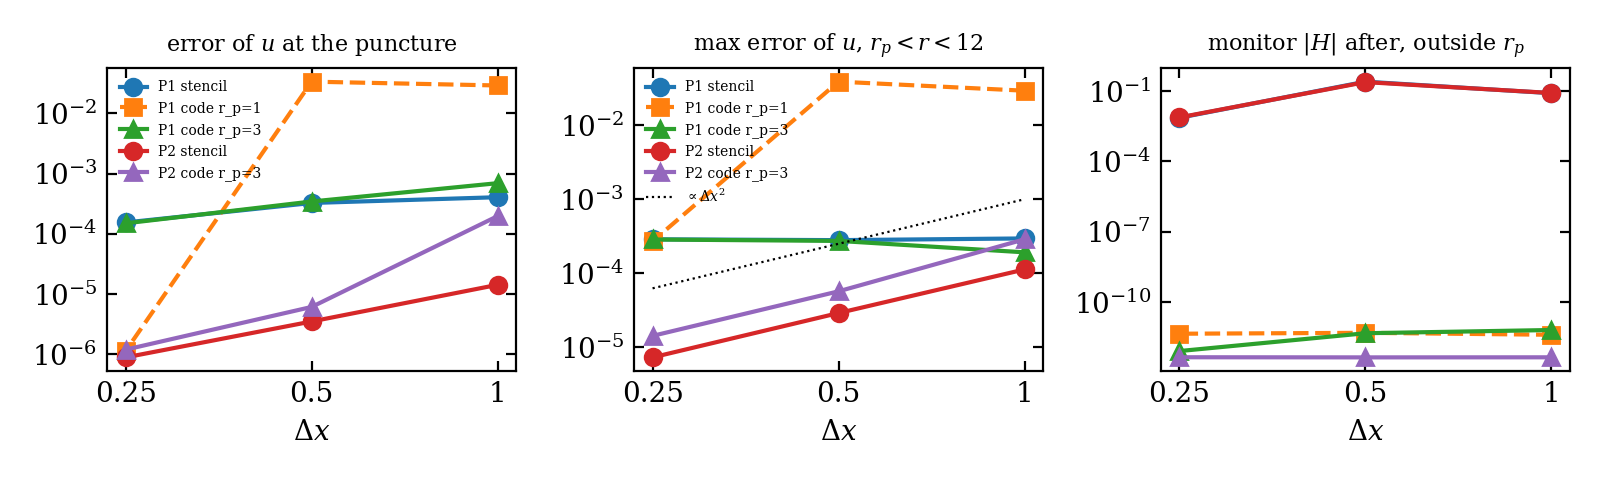 error of u at the puncture
P1 stencil
P1 code r_p=1
P1 code r_p=3
P2 stencil
P2 code r_p=3
10⁻²
10⁻³
10⁻⁴
10⁻⁵
10⁻⁶
0.25 0.5 1
Δx
max error of u, rₚ < r < 12
P1 stencil
P1 code r_p=1
P1 code r_p=3
P2 stencil
P2 code r_p=3
∝ Δx²
10⁻²
10⁻³
10⁻⁴
10⁻⁵
0.25 0.5 1
Δx
monitor |H| after, outside rₚ
10⁻¹
10⁻⁴
10⁻⁷
10⁻¹⁰
0.25 0.5 1
Δx